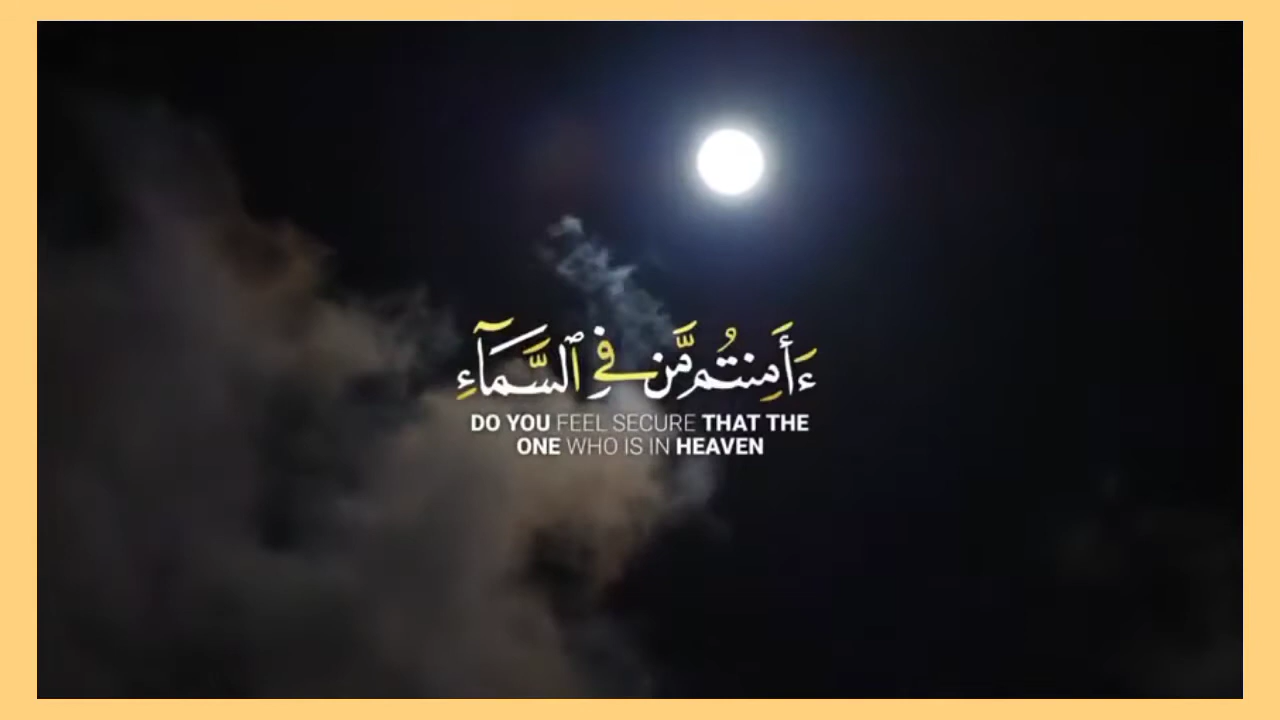 ءَأَمِنتُم مَّن فِي ٱلسَّمَآءِ
DO YOU FEEL SECURE THAT THE
ONE WHO IS IN HEAVEN